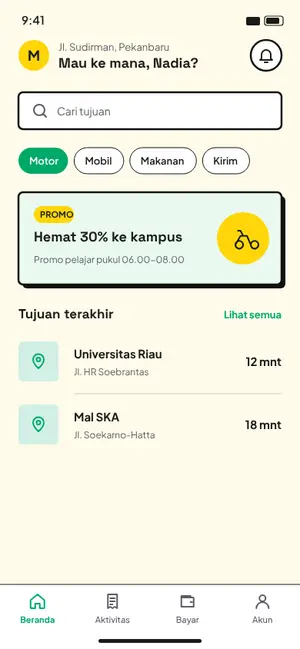 9:41
M
Jl. Sudirman, Pekanbaru
Mau ke mana, Nadia?
Cari tujuan
Motor
Mobil
Makanan
Kirim
PROMO
Hemat 30% ke kampus
Promo pelajar pukul 06.00–08.00
Tujuan terakhir
Lihat semua
Universitas Riau
Jl. HR Soebrantas
12 mnt
Mal SKA
Jl. Soekarno-Hatta
18 mnt
Beranda
Aktivitas
Bayar
Akun